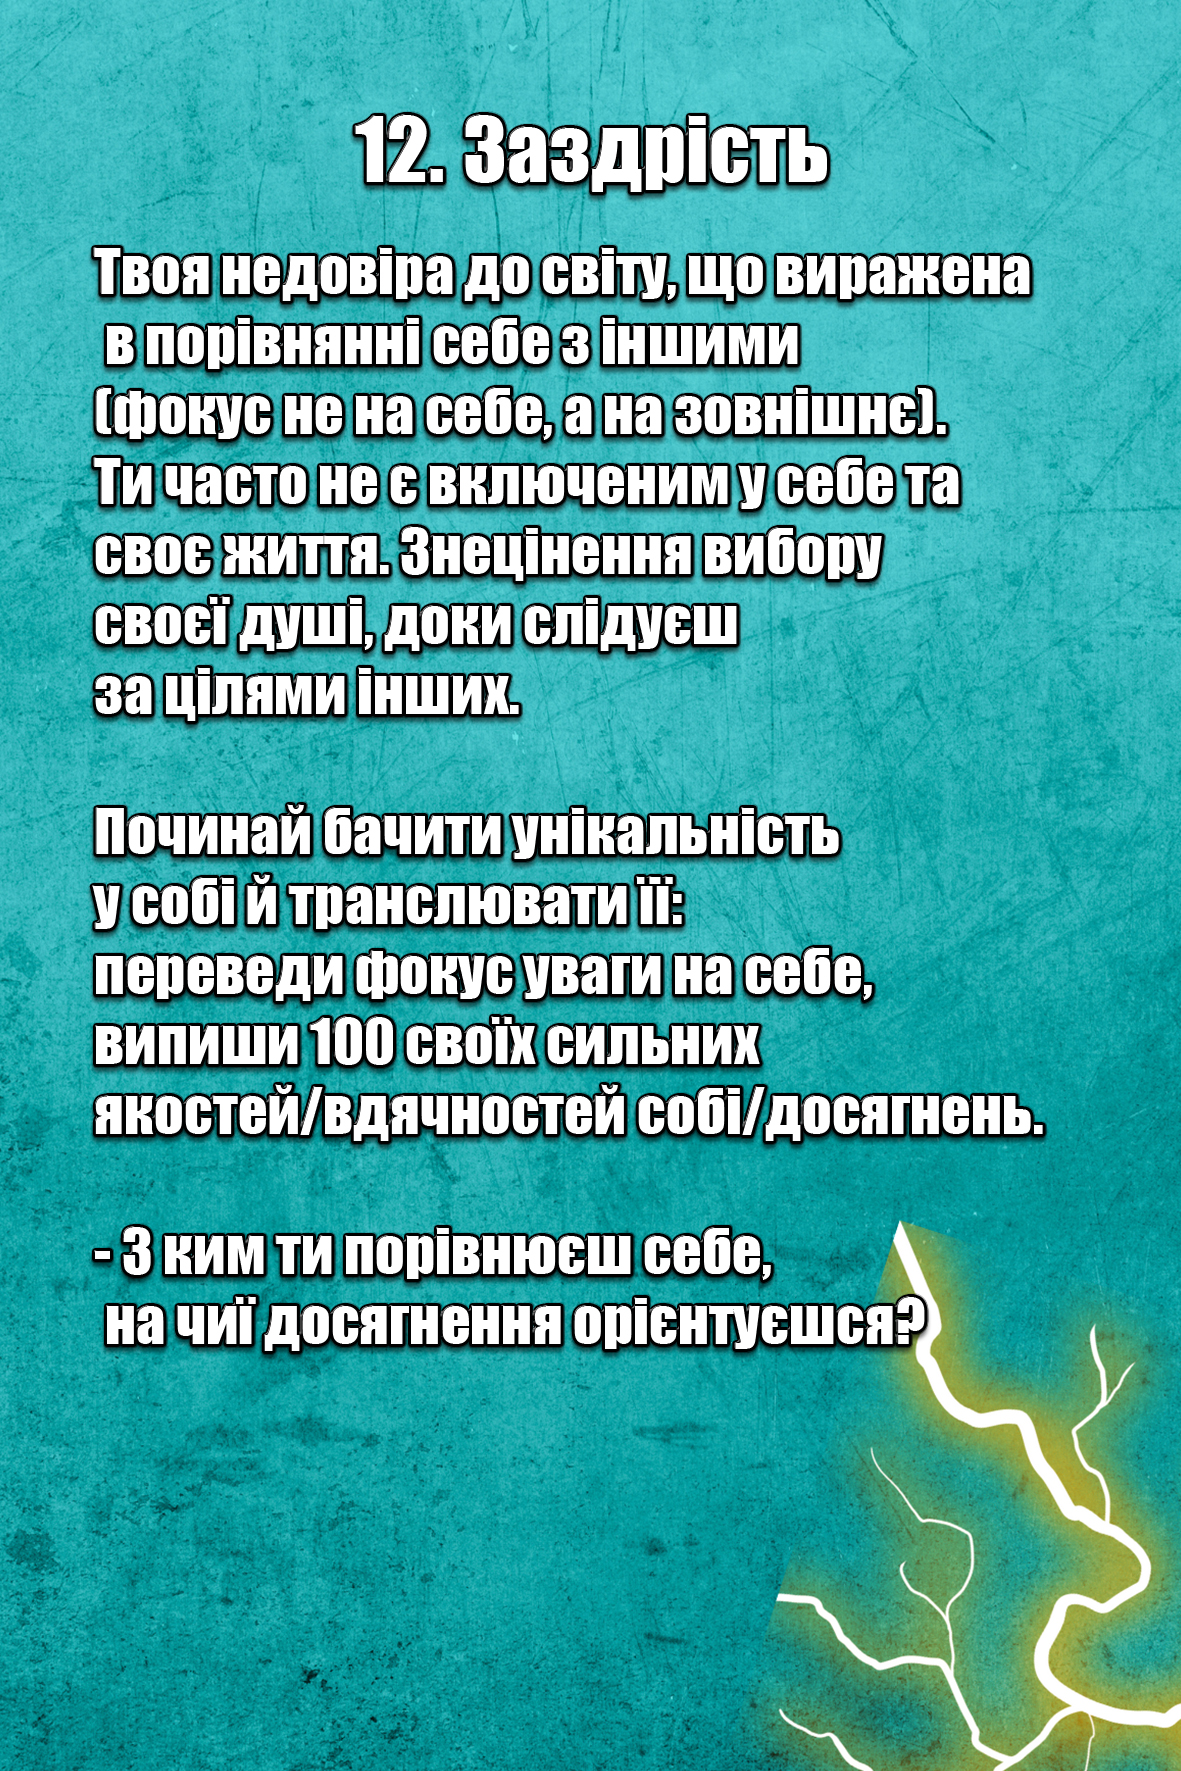 12. Заздрість
Твоя недовіра до світу, що виражена
в порівнянні себе з іншими
(фокус не на себе, а на зовнішнє).
Ти часто не є включеним у себе та
своє життя. Знецінення вибору
своєї душі, доки слідуєш
за цілями інших.
Починай бачити унікальність
у собі й транслювати її:
переведи фокус уваги на себе,
випиши 100 своїх сильних
якостей/вдячностей собі/досягнень.
- З ким ти порівнюєш себе,
на чиї досягнення орієнтуєшся?